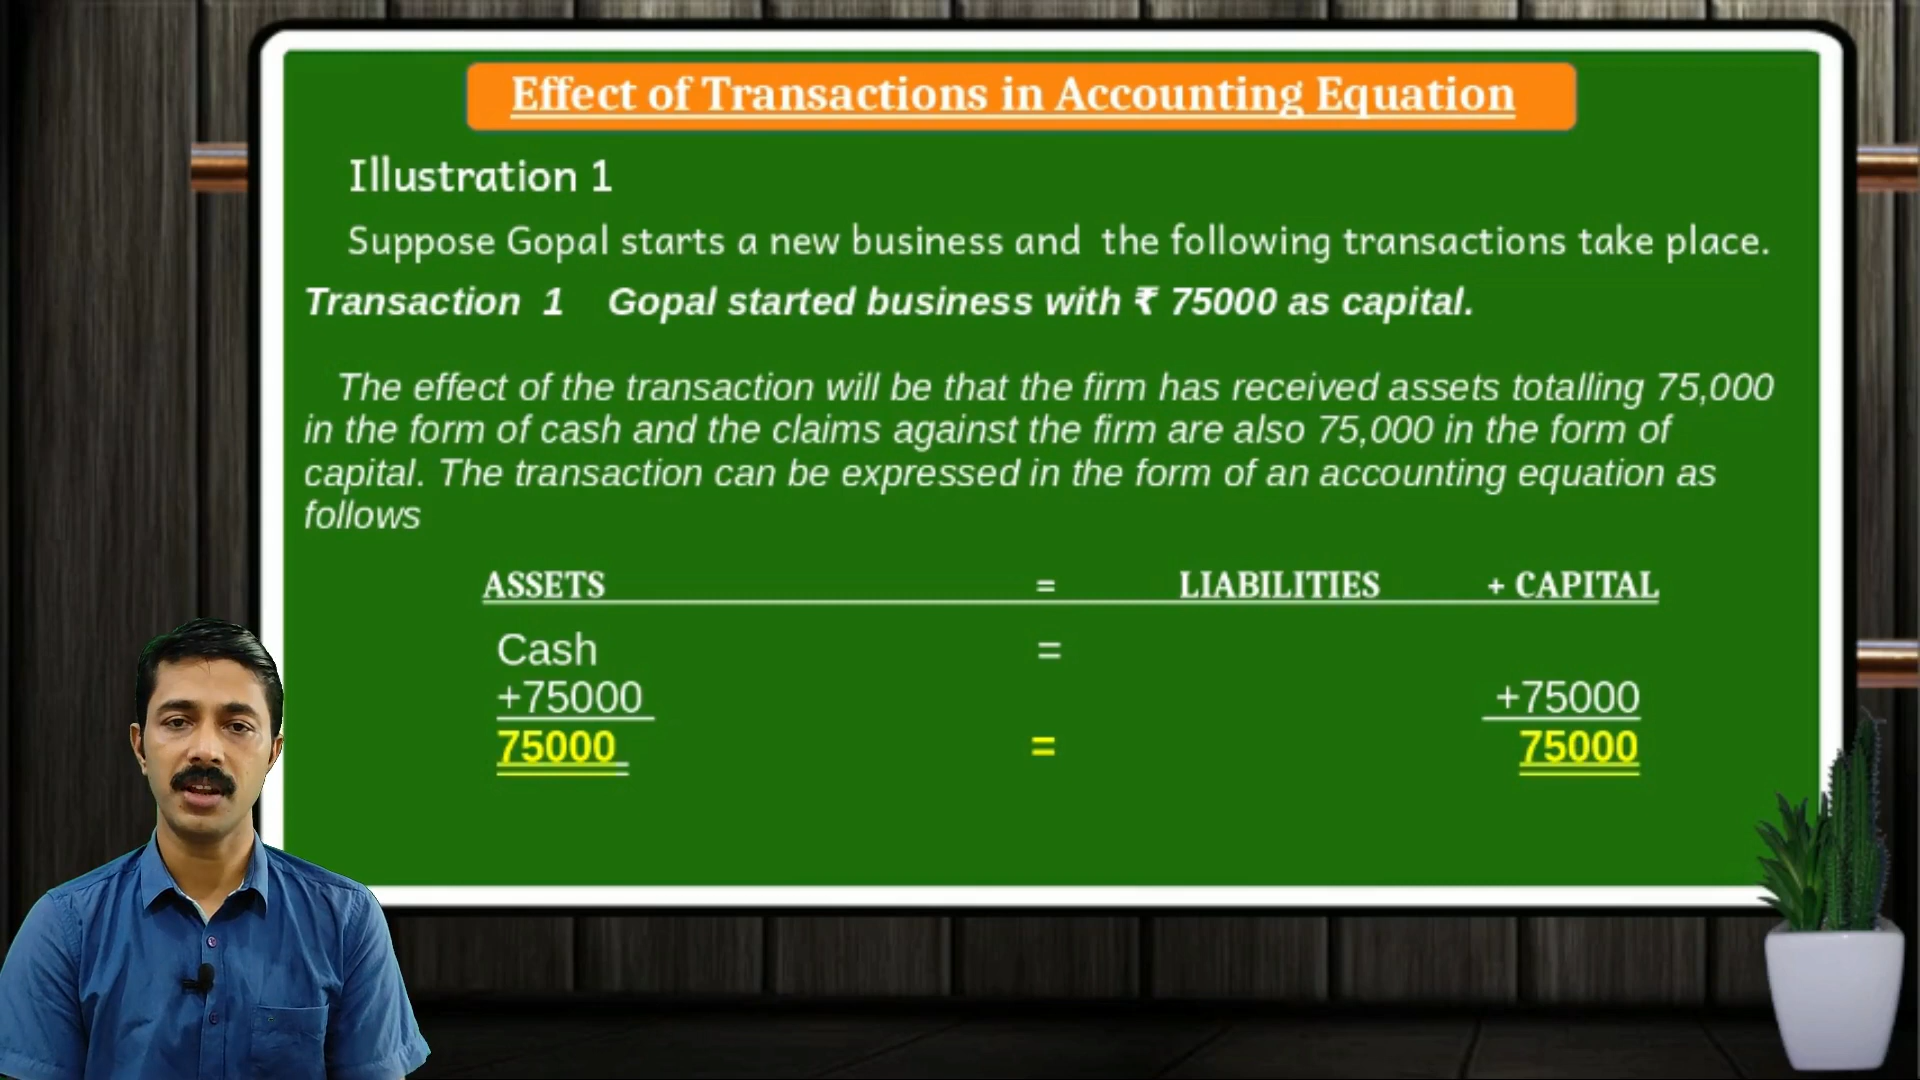 Effect of Transactions in Accounting Equation
Illustration 1
Suppose Gopal starts a new business and the following transactions take place.
Transaction 1 Gopal started business with ₹ 75000 as capital.
The effect of the transaction will be that the firm has received assets totalling 75,000
in the form of cash and the claims against the firm are also 75,000 in the form of
capital. The transaction can be expressed in the form of an accounting equation as
follows
ASSETS = LIABILITIES + CAPITAL
Cash =
+75000 +75000
75000 = 75000